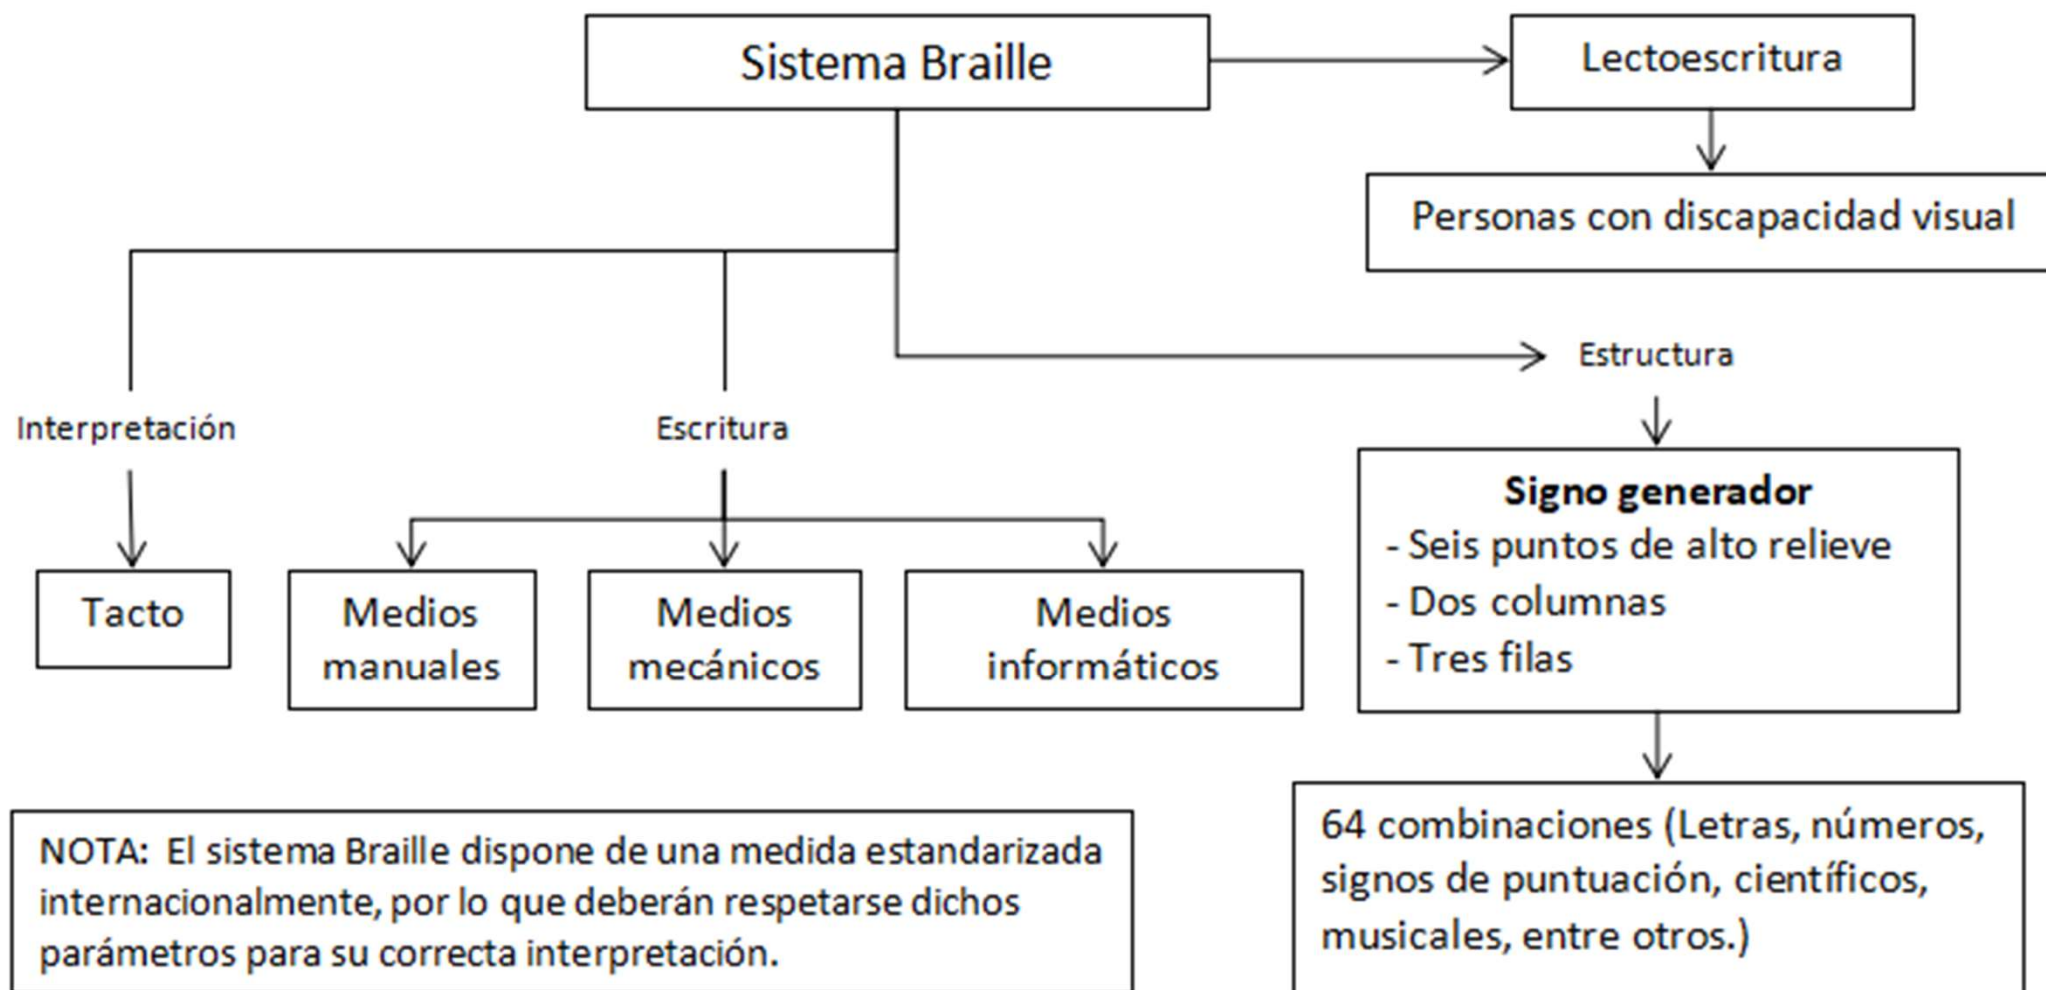 Sistema Braille
Lectoescritura
Personas con discapacidad visual
Estructura
Interpretación
Escritura
Signo generador
- Seis puntos de alto relieve
- Dos columnas
- Tres filas
Tacto
Medios
manuales
Medios
mecánicos
Medios
informáticos
64 combinaciones (Letras, números,
signos de puntuación, científicos,
musicales, entre otros.)
NOTA: El sistema Braille dispone de una medida estandarizada
internacionalmente, por lo que deberán respetarse dichos
parámetros para su correcta interpretación.